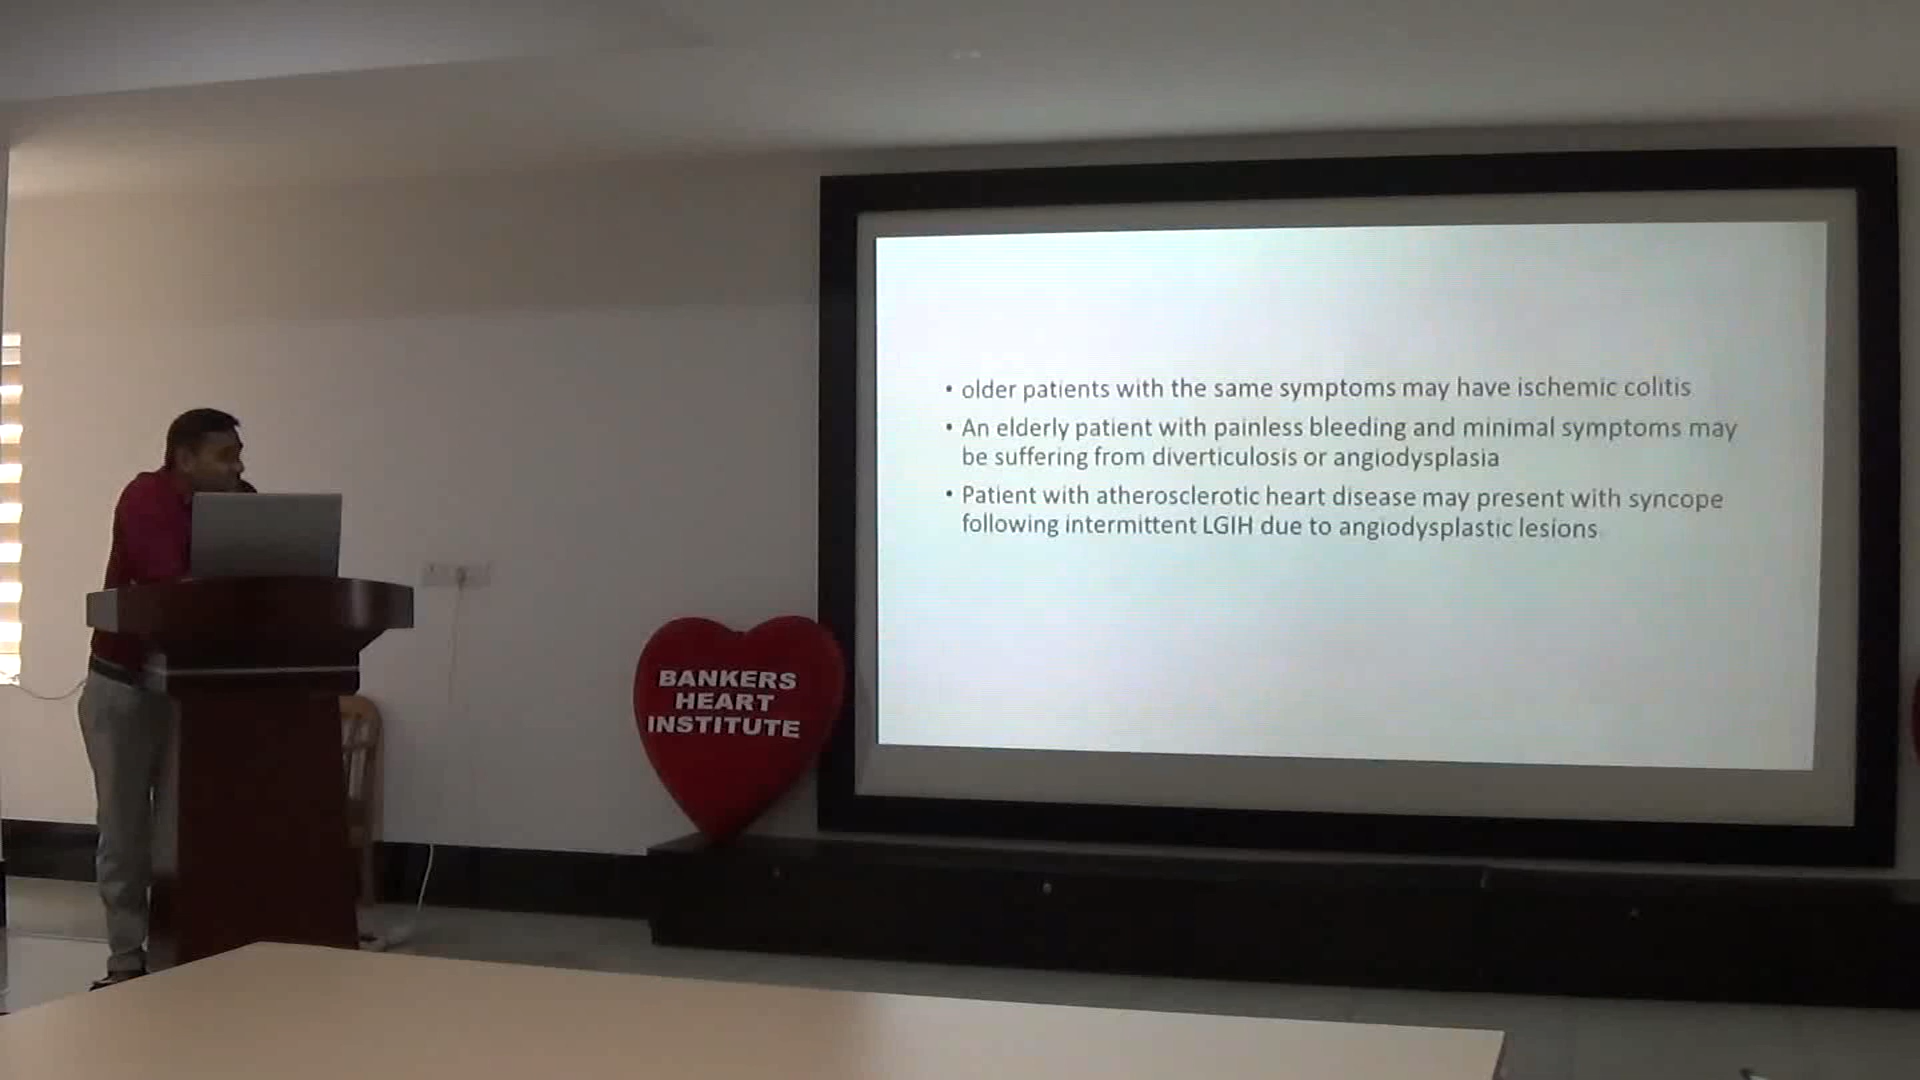 • older patients with the same symptoms may have ischemic colitis
• An elderly patient with painless bleeding and minimal symptoms may
be suffering from diverticulosis or angiodysplasia
• Patient with atherosclerotic heart disease may present with syncope
following intermittent LGIH due to angiodysplastic lesions
BANKERS
HEART
INSTITUTE